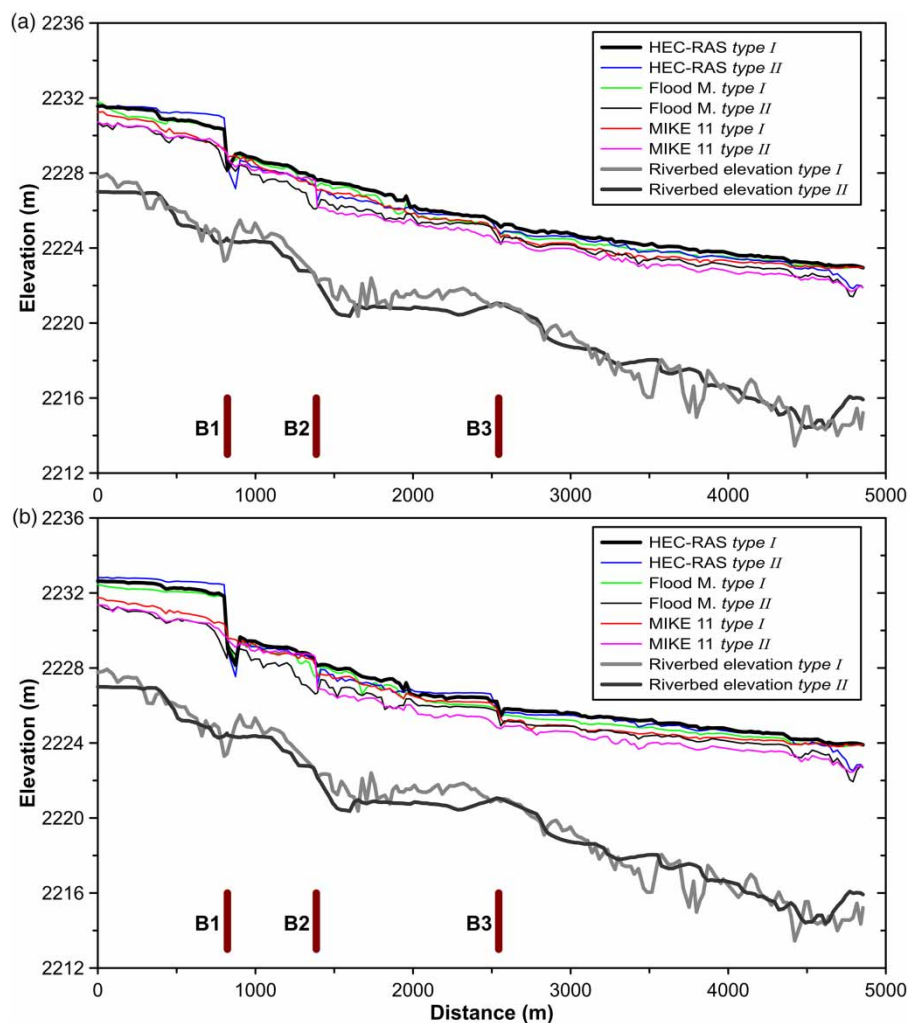 (a)
2236
2232
2228
2224
2220
2216
2212
Elevation (m)
HEC-RAS type I
HEC-RAS type II
Flood M. type I
Flood M. type II
MIKE 11 type I
MIKE 11 type II
Riverbed elevation type I
Riverbed elevation type II
B1
B2
B3
0
1000
2000
3000
4000
5000
(b)
2236
2232
2228
2224
2220
2216
2212
Elevation (m)
HEC-RAS type I
HEC-RAS type II
Flood M. type I
Flood M. type II
MIKE 11 type I
MIKE 11 type II
Riverbed elevation type I
Riverbed elevation type II
B1
B2
B3
0
1000
2000
3000
4000
5000
Distance (m)